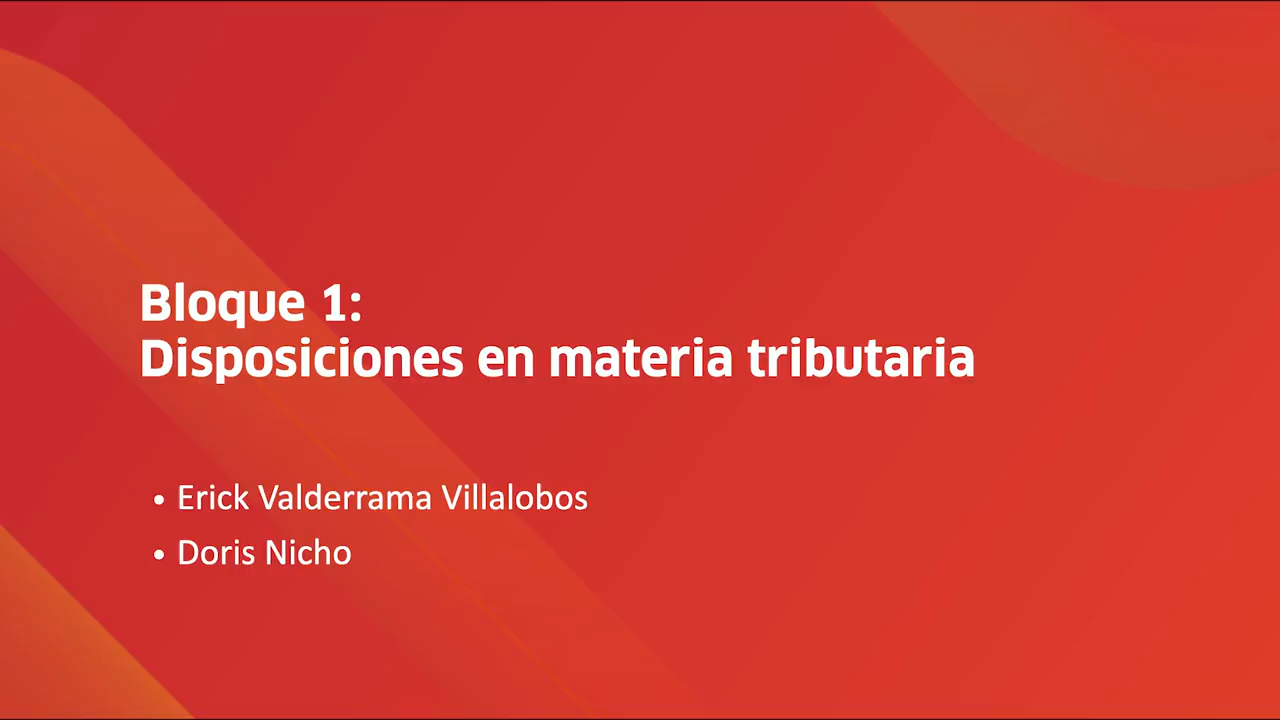 Bloque 1:
Disposiciones en materia tributaria
• Erick Valderrama Villalobos
• Doris Nicho